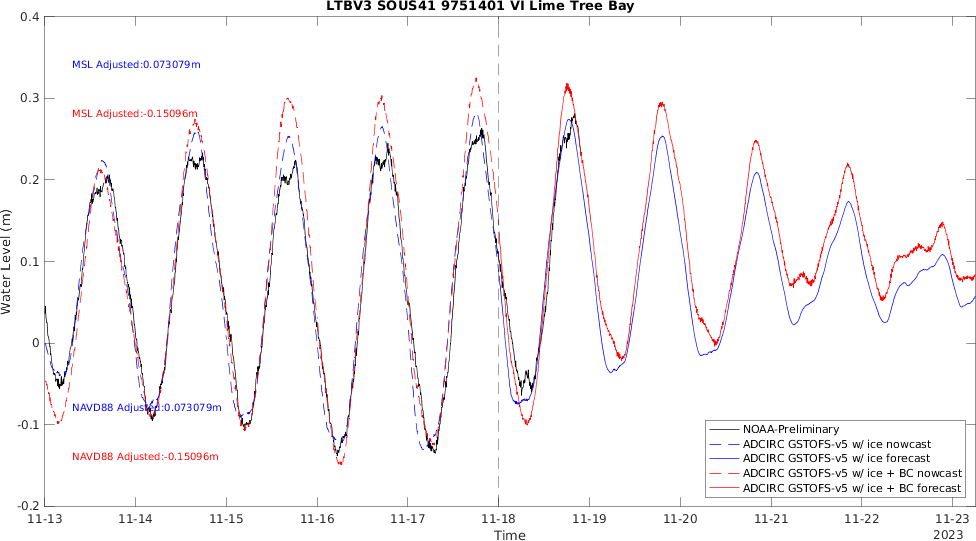 LTBV3 SOUS41 9751401 VI Lime Tree Bay
0.4
0.3
0.2
0.1
0
-0.1
-0.2
Water Level (m)
MSL Adjusted:0.073079m
MSL Adjusted:-0.15096m
NAVD88 Adjusted:0.073079m
NAVD88 Adjusted:-0.15096m
NOAA-Preliminary
ADCIRC GSTOFS-v5 w/ ice nowcast
ADCIRC GSTOFS-v5 w/ ice forecast
ADCIRC GSTOFS-v5 w/ ice + BC nowcast
ADCIRC GSTOFS-v5 w/ ice + BC forecast
11-13 11-14 11-15 11-16 11-17 11-18 11-19 11-20 11-21 11-22 11-23
Time
2023